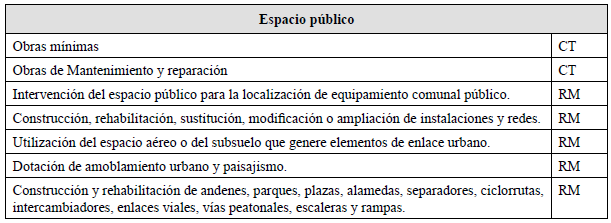 Espacio público
Obras mínimas CT
Obras de Mantenimiento y reparación CT
Intervención del espacio público para la localización de equipamiento comunal público. RM
Construcción, rehabilitación, sustitución, modificación o ampliación de instalaciones y redes. RM
Utilización del espacio aéreo o del subsuelo que genere elementos de enlace urbano. RM
Dotación de amoblamiento urbano y paisajismo. RM
Construcción y rehabilitación de andenes, parques, plazas, alamedas, separadores, ciclorrutas, RM
intercambiadores, enlaces viales, vías peatonales, escaleras y rampas.